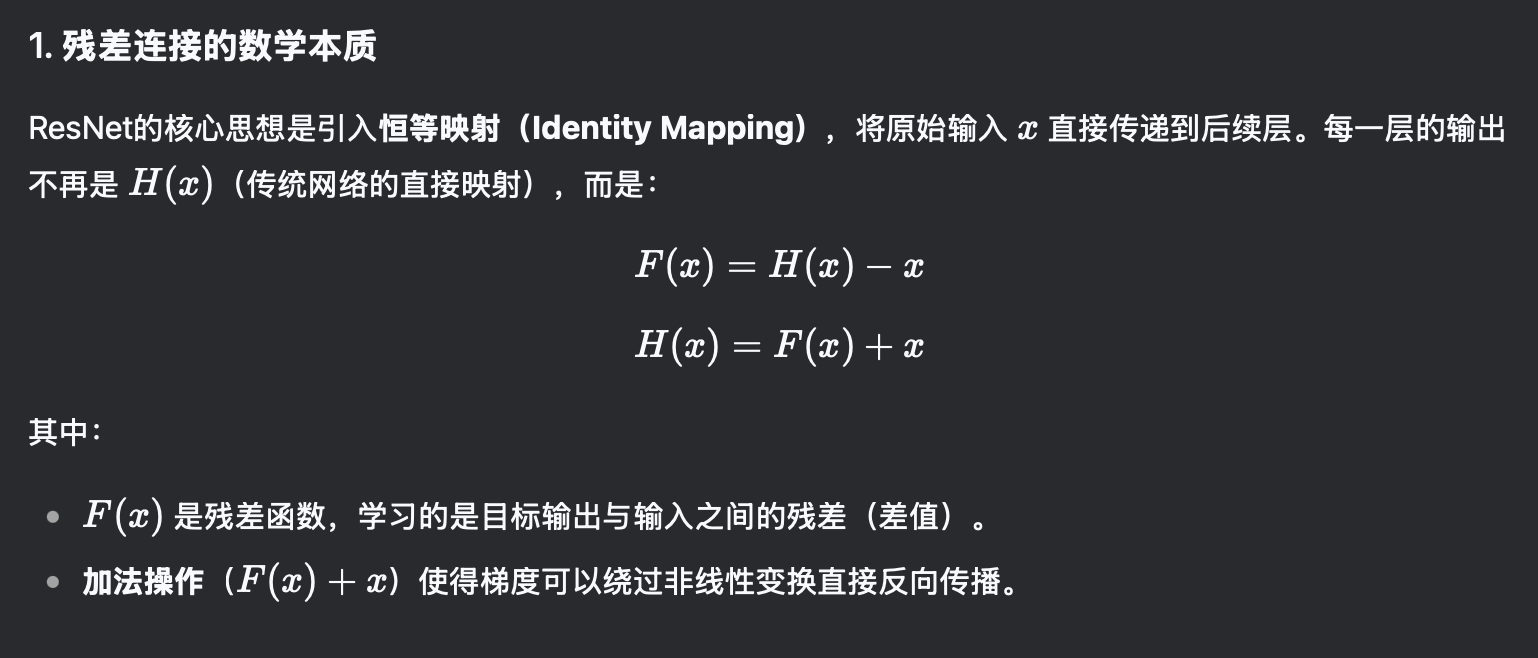 1. 残差连接的数学本质
ResNet的核心思想是引入恒等映射（Identity Mapping），将原始输入 x 直接传递到后续层。每一层的输出
不再是 H(x)（传统网络的直接映射），而是：
F(x) = H(x) − x
H(x) = F(x) + x
其中：
• F(x) 是残差函数，学习的是目标输出与输入之间的残差（差值）。
• 加法操作（F(x) + x）使得梯度可以绕过非线性变换直接反向传播。